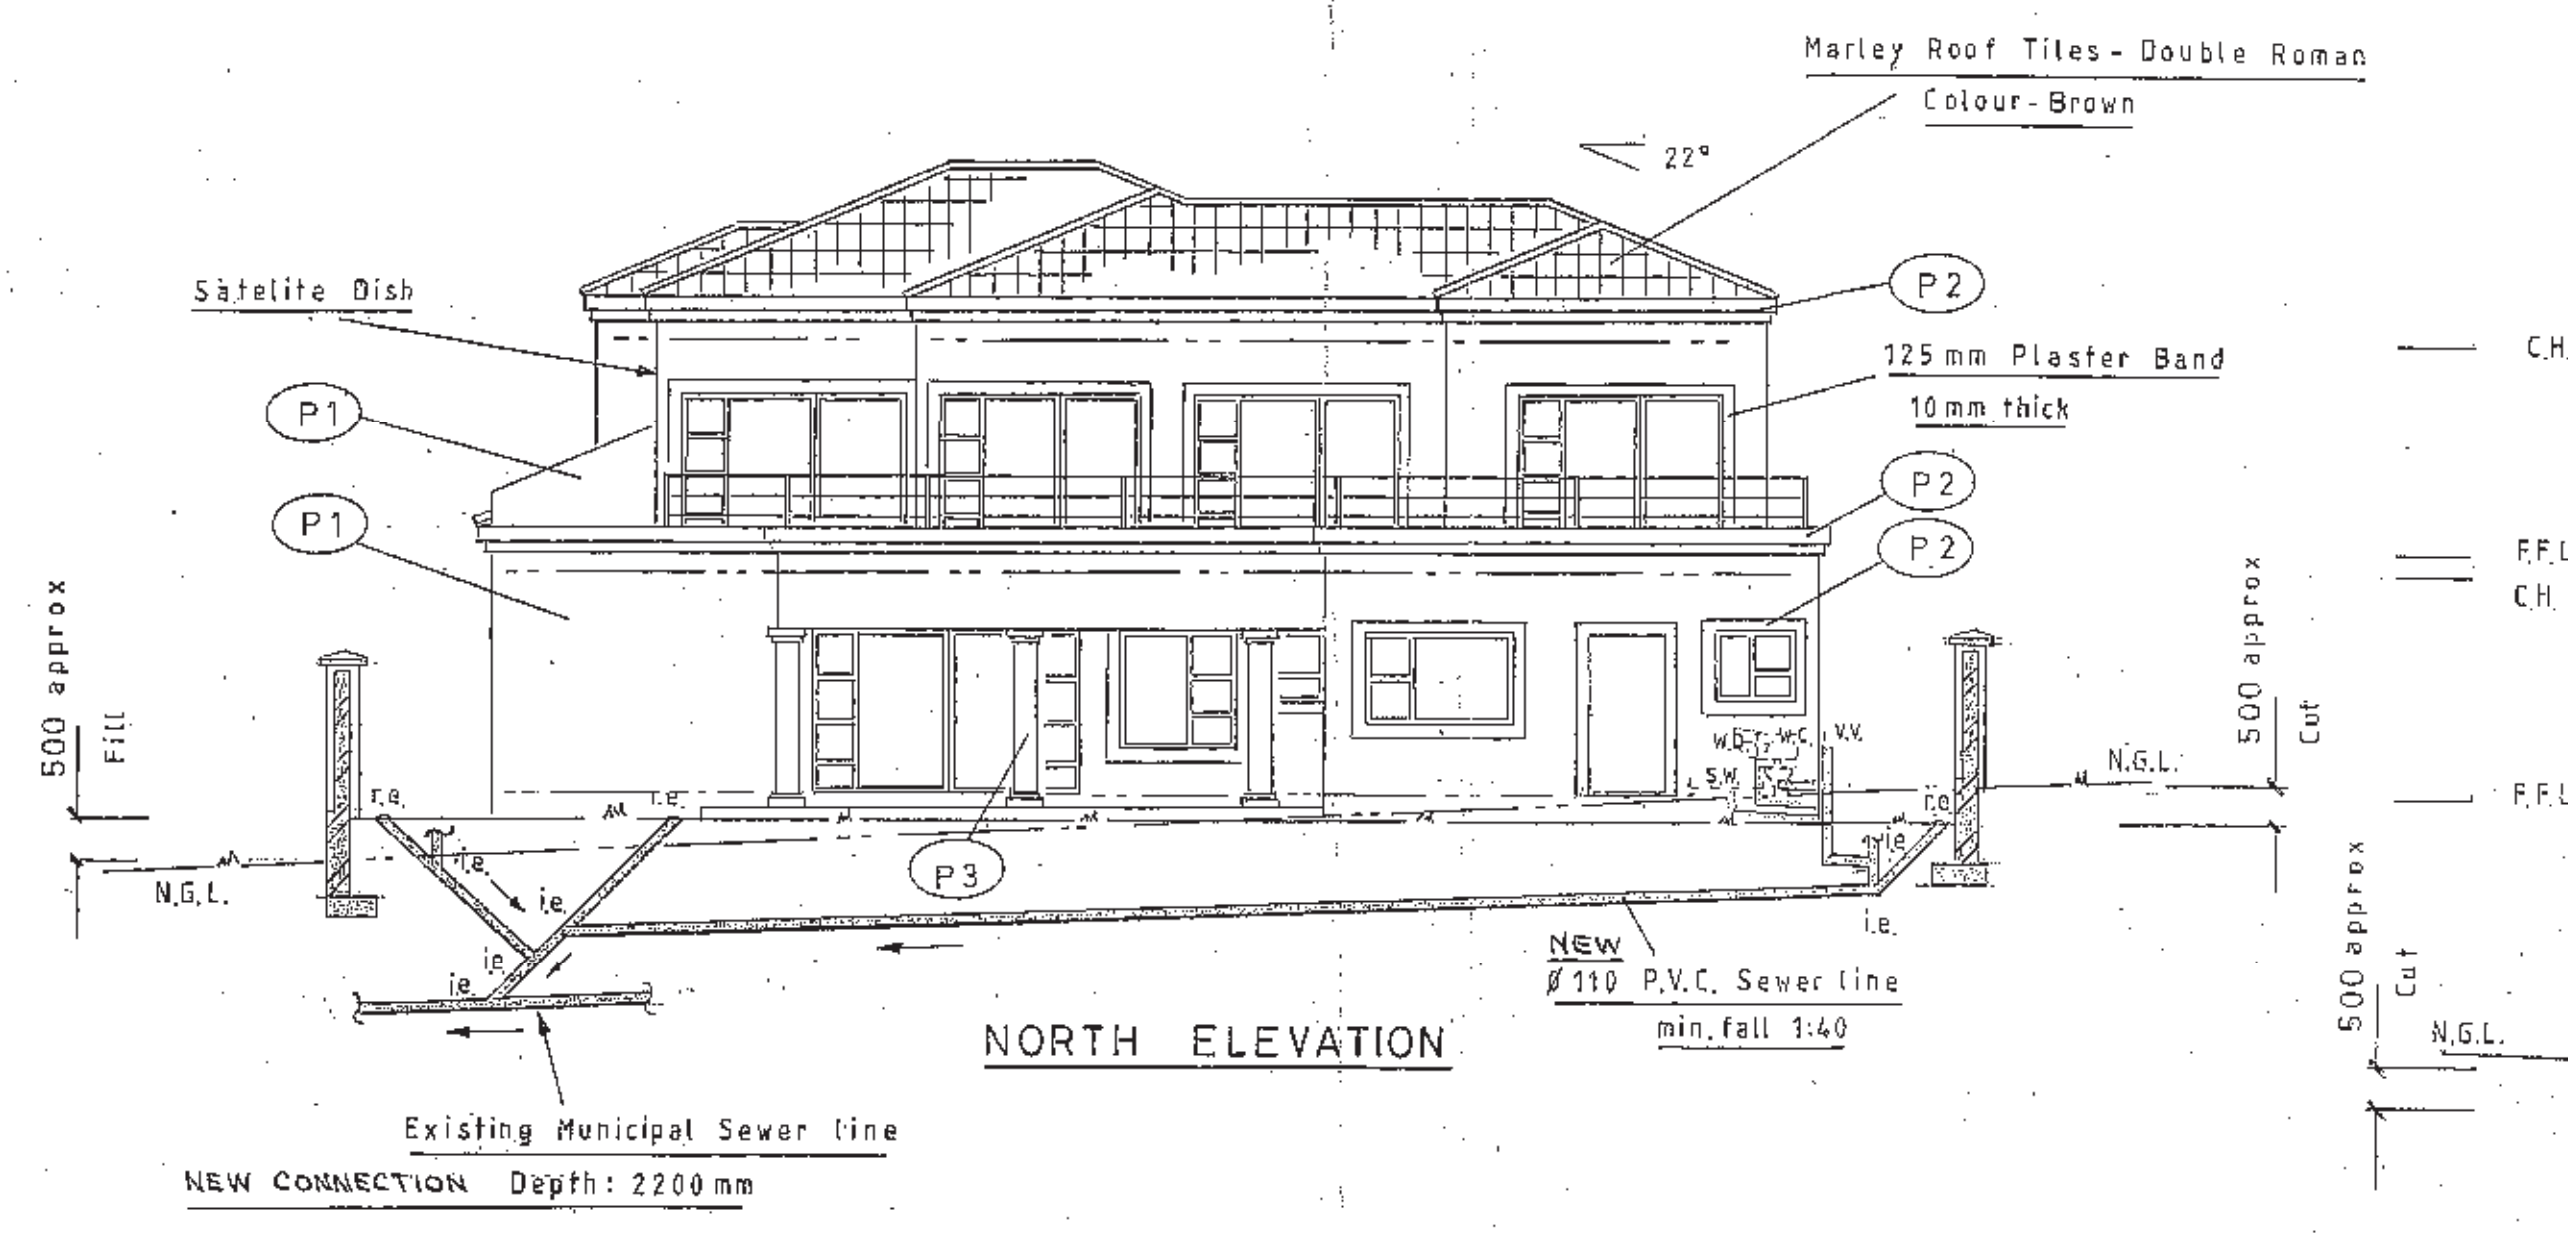 Marley Roof Tiles - Double Roman
Colour - Brown
22°
Satelite Dish
P2
C.H.
125 mm Plaster Band
10 mm thick
P1
P2
P1
P2
F.F.L
C.H.
500 approx
Fill
500 approx
Cut
W.C.
V.V.
S.W.
N.G.L.
r.e.
r.e.
r.e.
F.F.L
i.e.
i.e.
P3
N.G.L.
i.e.
i.e.
i.e.
i.e.
500 approx
Cut
NEW
Ø 110 P.V.C. Sewer line
min. fall 1:40
N.G.L.
NORTH ELEVATION
Existing Municipal Sewer line
NEW CONNECTION Depth: 2200 mm